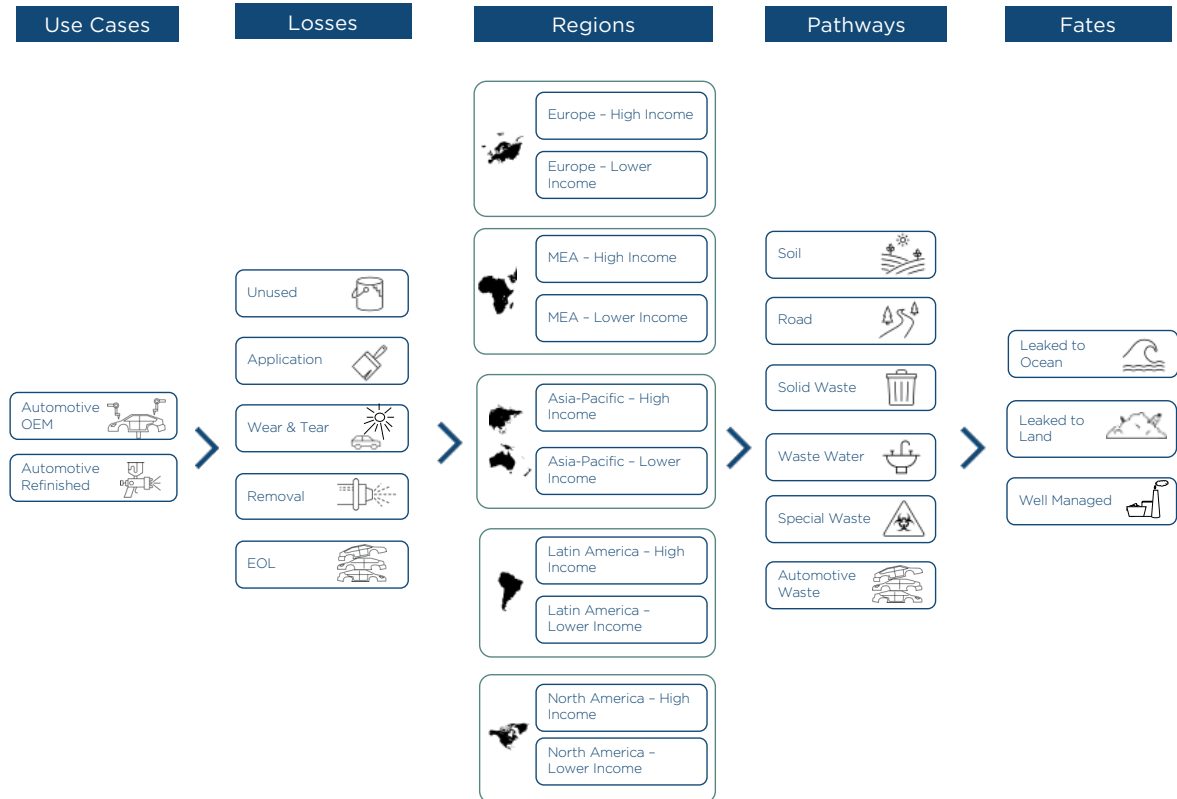 Use Cases
Losses
Regions
Pathways
Fates
Automotive
OEM
Automotive
Refinished
Unused
Application
Wear & Tear
Removal
EOL
Europe – High Income
Europe – Lower
Income
MEA – High Income
MEA – Lower Income
Asia-Pacific – High
Income
Asia-Pacific – Lower
Income
Latin America – High
Income
Latin America –
Lower Income
North America – High
Income
North America –
Lower Income
Soil
Road
Solid Waste
Waste Water
Special Waste
Automotive
Waste
Leaked to
Ocean
Leaked to
Land
Well Managed